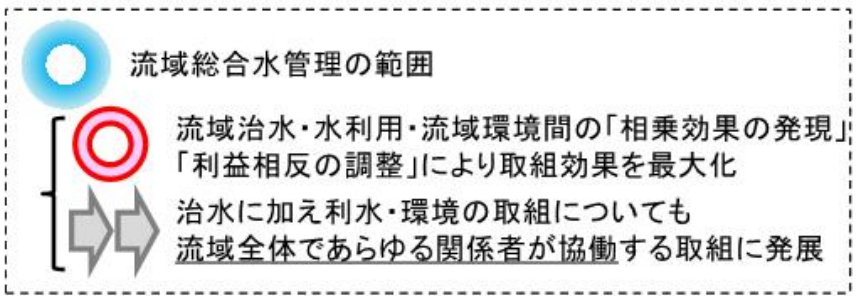 流域総合水管理の範囲
流域治水・水利用・流域環境間の「相乗効果の発現」
「利益相反の調整」により取組効果を最大化
治水に加え利水・環境の取組についても
流域全体であらゆる関係者が協働する取組に発展